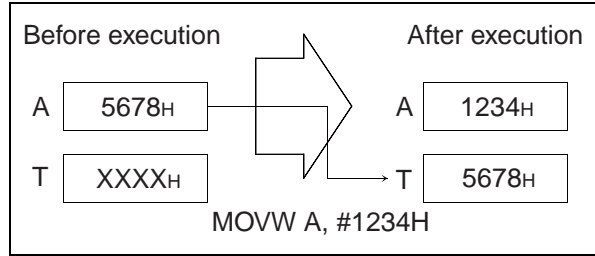 Before execution After execution
A 5678H A 1234H
T XXXXH T 5678H
MOVW A, #1234H